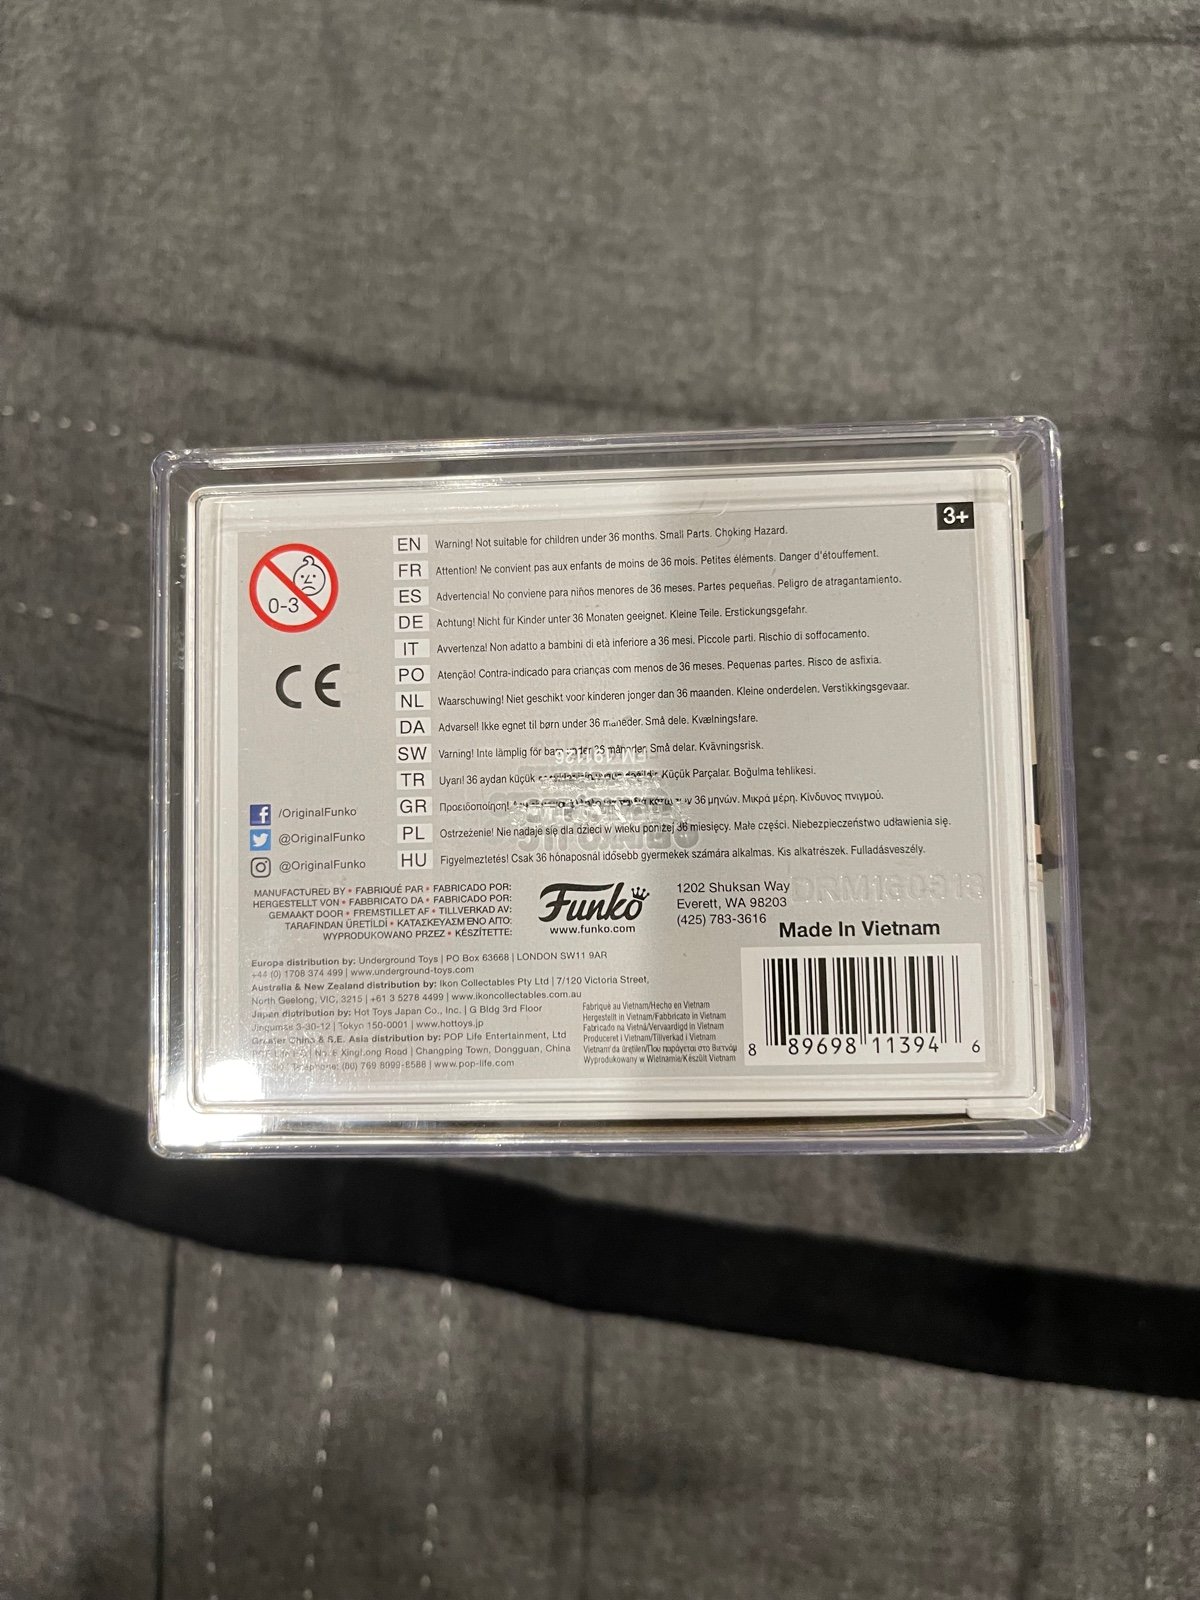 3+
0-3
CE
EN Warning! Not suitable for children under 36 months. Small Parts. Choking Hazard.
FR Attention! Ne convient pas aux enfants de moins de 36 mois. Petites éléments. Danger d'étouffement.
ES Advertencia! No conviene para niños menores de 36 meses. Partes pequeñas. Peligro de atragantamiento.
DE Achtung! Nicht für Kinder unter 36 Monaten geeignet. Kleine Teile. Erstickungsgefahr.
IT Avvertenza! Non adatto a bambini di età inferiore a 36 mesi. Piccole parti. Rischio di soffocamento.
PO Atenção! Contra-indicado para crianças com menos de 36 meses. Pequenas partes. Risco de asfixia.
NL Waarschuwing! Niet geschikt voor kinderen jonger dan 36 maanden. Kleine onderdelen. Verstikkingsgevaar.
DA Advarsel! Ikke egnet til børn under 36 måneder. Små dele. Kvælningsfare.
SW Varning! Inte lämplig för barn under 36 månader. Små delar. Kvävningsrisk.
TR Uyarı! 36 aydan küçük Küçük Parçalar. Boğulma tehlikesi.
GR Προειδοποίηση! 36 μηνών. Μικρά μέρη. Κίνδυνος πνιγμού.
PL Ostrzeżenie! Nie nadaje się dla dzieci w wieku poniżej 36 miesięcy. Małe części. Niebezpieczeństwo udławienia się.
HU Figyelmeztetés! Csak 36 hónaposnál idősebb gyermekek számára alkalmas. Kis alkatrészek. Fulladásveszély.
/OriginalFunko
@OriginalFunko
@OriginalFunko
MANUFACTURED BY • FABRIQUÉ PAR • FABRICADO POR:
HERGESTELLT VON • FABBRICATO DA • FABRICADO POR:
GEMAAKT DOOR • FREMSTILLET AF • TILLVERKAD AV:
TARAFINDAN ÜRETİLDİ • ΚΑΤΑΣΚΕΥΑΣΜΈΝΟ ΑΠΌ:
WYPRODUKOWANO PRZEZ • KÉSZÍTETTE:
Funko
www.funko.com
1202 Shuksan Way
Everett, WA 98203
(425) 783-3616
Made In Vietnam
Europa distribution by: Underground Toys | PO Box 63668 | LONDON SW11 9AR
+44 (0) 1708 374 499 | www.underground-toys.com
Australia & New Zealand distribution by: Ikon Collectables Pty Ltd | 7/120 Victoria Street,
North Geelong, VIC, 3215 | +61 3 5278 4499 | www.ikoncollectables.com.au
Japan distribution by: Hot Toys Japan Co., Inc. | G Bldg 3rd Floor
Jingumae 3-30-12 | Tokyo 150-0001 | www.hottoys.jp
Greater China & S.E. Asia distribution by: POP Life Entertainment, Ltd
No. 6 XingLong Road | Changping Town, Dongguan, China
Telephone: (86) 769 8099-8588 | www.pop-life.com
Fabriqué au Vietnam/Hecho en Vietnam
Hergestellt in Vietnam/Fabbricato in Vietnam
Fabricado na Vietnã/Vervaardigd in Vietnam
Produceret i Vietnam/Tillverkad i Vietnam
Vietnam'da üretilen/Που παράγεται στο Βιετνάμ
Wyprodukowany w Wietnamie/Készült Vietnam
8 89698 11394 6